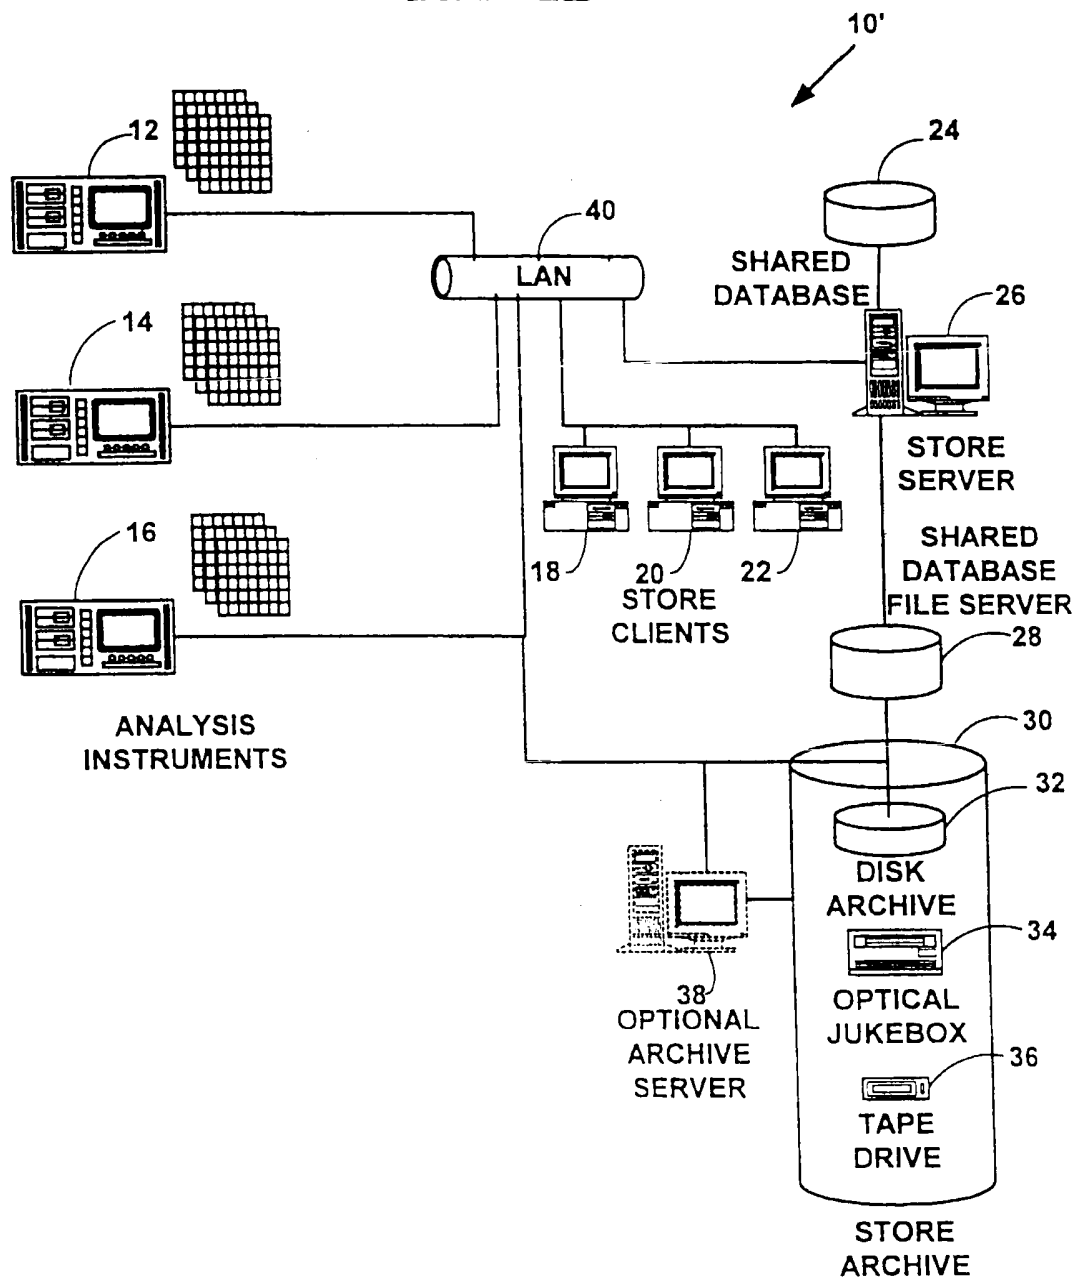 10'
12
24
40
LAN
SHARED
DATABASE
26
14
STORE
SERVER
16
18
20
22
STORE
CLIENTS
SHARED
DATABASE
FILE SERVER
28
ANALYSIS
INSTRUMENTS
30
32
DISK
ARCHIVE
34
38
OPTIONAL
ARCHIVE
SERVER
OPTICAL
JUKEBOX
36
TAPE
DRIVE
STORE
ARCHIVE